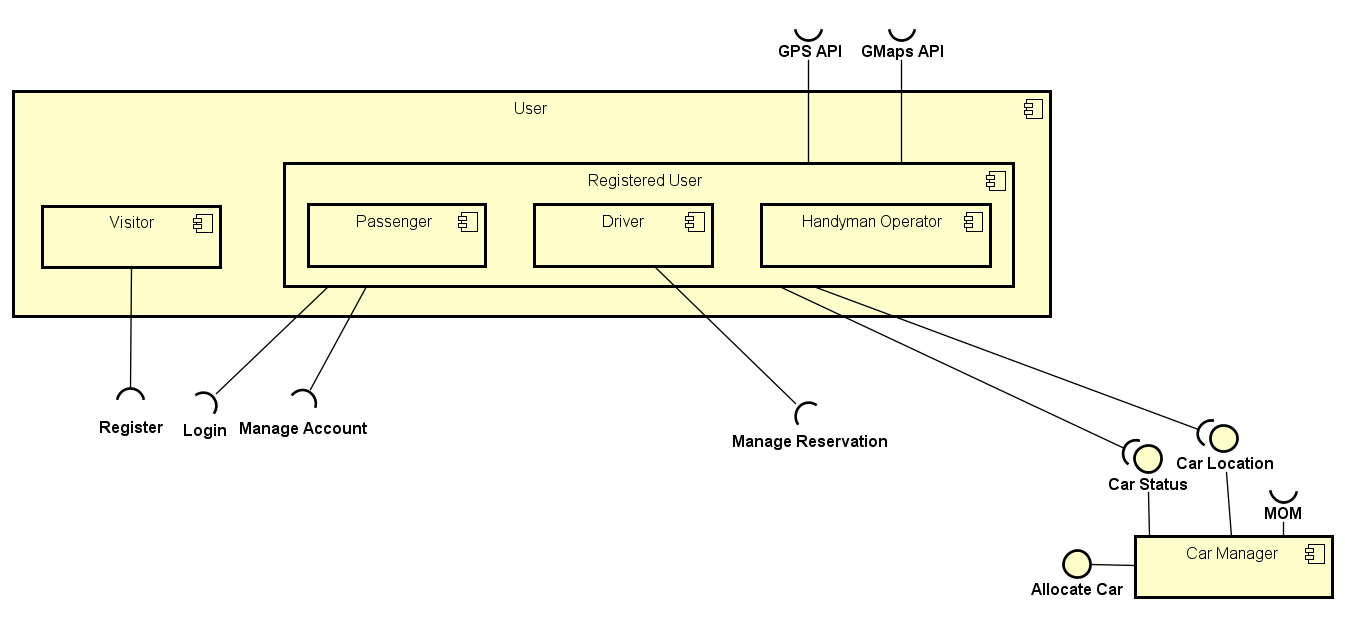 GPS API
GMaps API
User
Registered User
Visitor
Passenger
Driver
Handyman Operator
Register
Login
Manage Account
Manage Reservation
Car Location
Car Status
MOM
Car Manager
Allocate Car